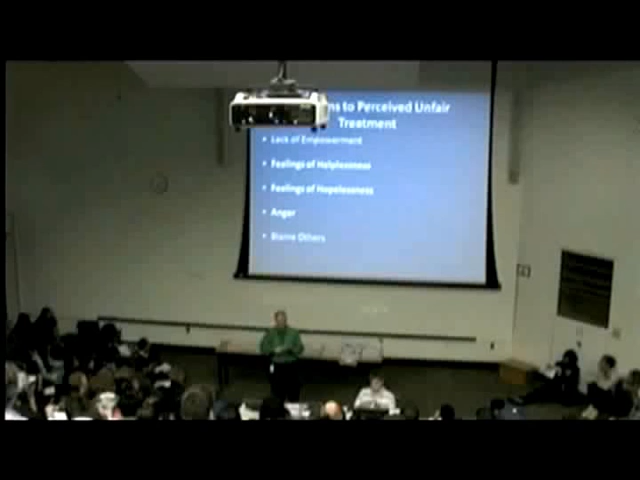 ns to Perceived Unfair
Treatment
• Lack of Empowerment
• Feelings of Helplessness
• Feelings of Hopelessness
• Anger
• Blame Others